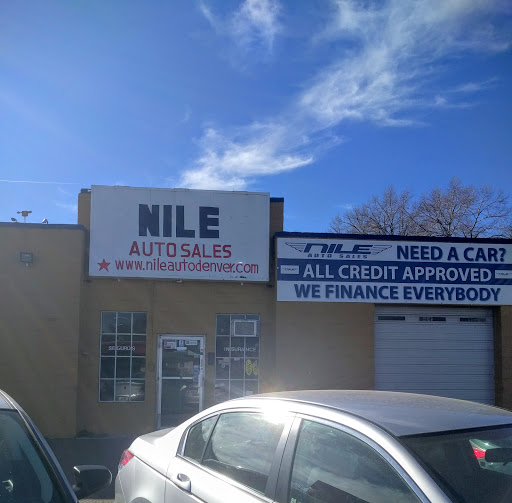 NILE
AUTO SALES
www.nileautodenver.com
NILE
AUTO SALES
NEED A CAR?
ALL CREDIT APPROVED
WE FINANCE EVERYBODY
SEGUROS
INSURANCE